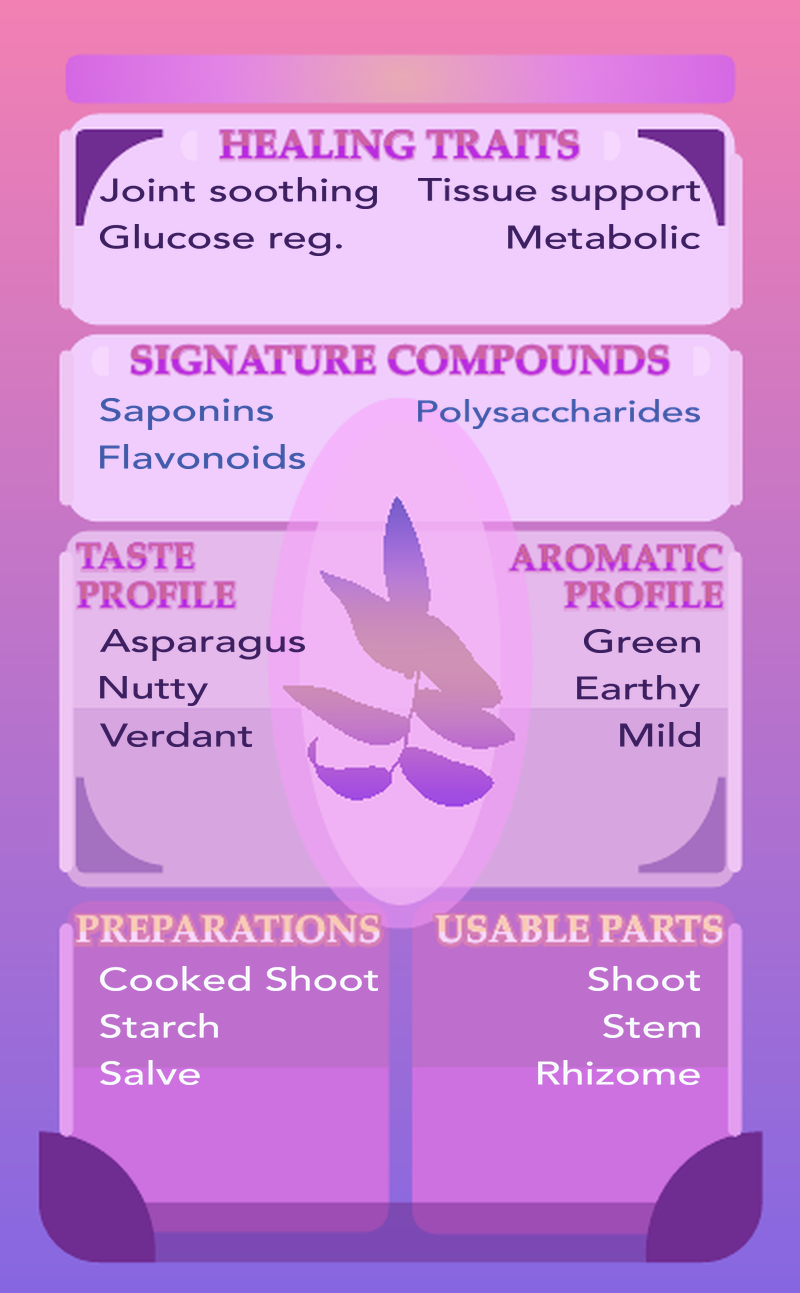 HEALING TRAITS
Joint soothing Tissue support
Glucose reg. Metabolic
SIGNATURE COMPOUNDS
Saponins Polysaccharides
Flavonoids
TASTE
PROFILE
Asparagus
Nutty
Verdant
AROMATIC
PROFILE
Green
Earthy
Mild
PREPARATIONS
Cooked Shoot
Starch
Salve
USABLE PARTS
Shoot
Stem
Rhizome